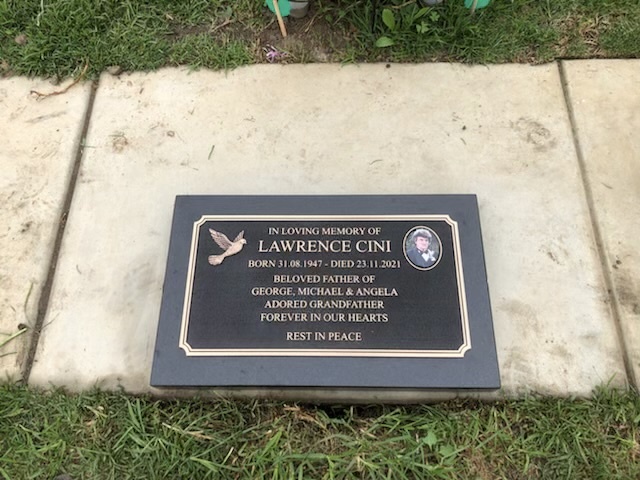 IN LOVING MEMORY OF
LAWRENCE CINI
BORN 31.08.1947 - DIED 23.11.2021
BELOVED FATHER OF
GEORGE, MICHAEL & ANGELA
ADORED GRANDFATHER
FOREVER IN OUR HEARTS
REST IN PEACE